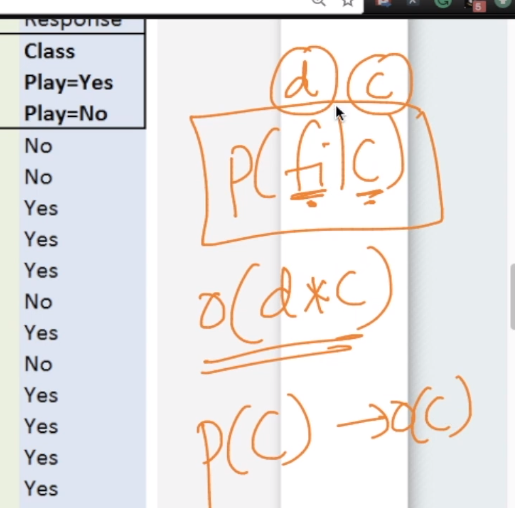 Response
Class
Play=Yes
Play=No
No
No
Yes
Yes
Yes
No
Yes
No
Yes
Yes
Yes
Yes
d c
P(fi|c)
O(d*c)
P(C) → O(C)
5